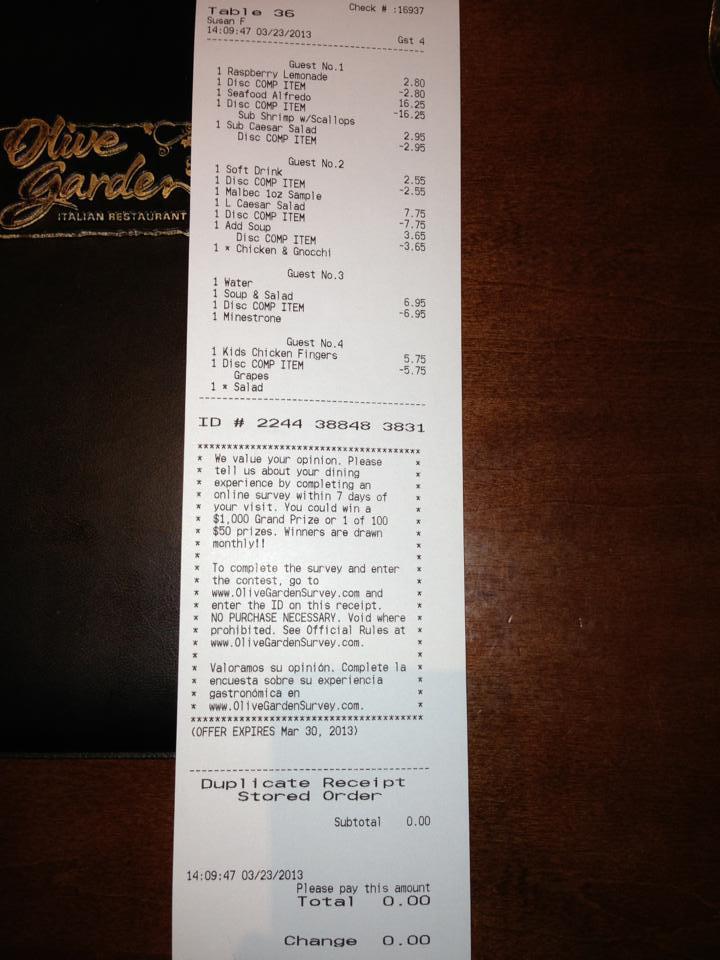 Table 36 Check # :16937
Susan F
14:09:47 03/23/2013 Gst 4
Guest No.1
1 Raspberry Lemonade 2.80
1 Disc COMP ITEM -2.80
1 Seafood Alfredo 16.25
1 Disc COMP ITEM -16.25
Sub Shrimp w/Scallops
1 Sub Caesar Salad 2.95
Disc COMP ITEM -2.95
Guest No.2
1 Soft Drink 2.55
1 Disc COMP ITEM -2.55
1 Malbec 1oz Sample
1 L Caesar Salad 7.75
1 Disc COMP ITEM -7.75
1 Add Soup 3.65
Disc COMP ITEM -3.65
1 * Chicken & Gnocchi
Guest No.3
1 Water
1 Soup & Salad 6.95
1 Disc COMP ITEM -6.95
1 Minestrone
Guest No.4
1 Kids Chicken Fingers 5.75
1 Disc COMP ITEM -5.75
Grapes
1 * Salad
Olive
Garden
ITALIAN RESTAURANT
ID # 2244 38848 3831
* We value your opinion. Please *
* tell us about your dining *
* experience by completing an *
* online survey within 7 days of *
* your visit. You could win a *
* $1,000 Grand Prize or 1 of 100 *
* $50 prizes. Winners are drawn *
* monthly!! *
* *
* To complete the survey and enter *
* the contest, go to *
* www.OliveGardenSurvey.com and *
* enter the ID on this receipt. *
* NO PURCHASE NECESSARY. Void where *
* prohibited. See Official Rules at *
* www.OliveGardenSurvey.com. *
* *
* Valoramos su opinión. Complete la *
* encuesta sobre su experiencia *
* gastronómica en *
* www.OliveGardenSurvey.com. *
(OFFER EXPIRES Mar 30, 2013)
Duplicate Receipt
Stored Order
Subtotal 0.00
14:09:47 03/23/2013
Please pay this amount
Total 0.00
Change 0.00